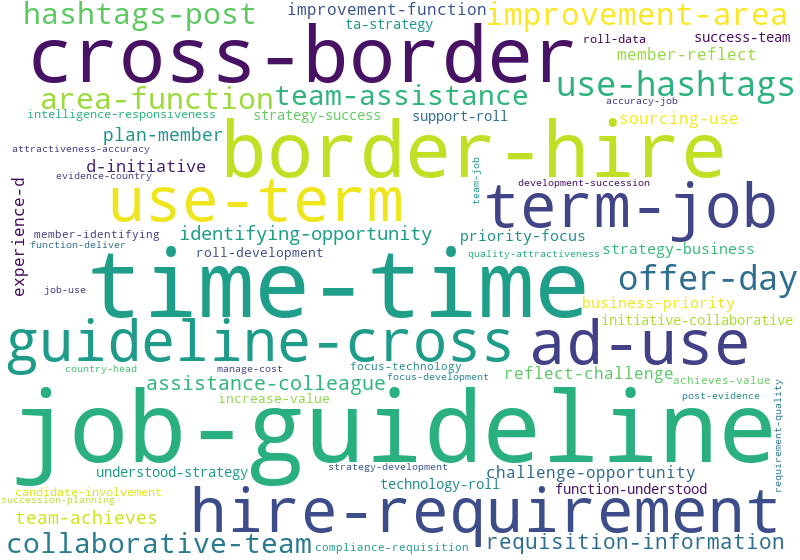 hashtags-post
improvement-function
improvement-area
ta-strategy
cross-border
roll-data
success-team
member-reflect
area-function
team-assistance
use-hashtags
accuracy-job
intelligence-responsiveness
strategy-success
support-roll
sourcing-use
plan-member
border-hire
attractiveness-accuracy
d-initiative
evidence-country
team-job
development-succession
experience-d
use-term
term-job
member-identifying
identifying-opportunity
priority-focus
function-deliver
roll-development
quality-attractiveness
strategy-business
time-time
offer-day
job-use
business-priority
guideline-cross
ad-use
initiative-collaborative
country-head
manage-cost
focus-technology
reflect-challenge
assistance-colleague
focus-development
achieves-value
increase-value
post-evidence
requirement-quality
job-guideline
understood-strategy
strategy-development
challenge-opportunity
technology-roll
candidate-involvement
function-understood
succession-planning
hire-requirement
team-achieves
collaborative-team
compliance-requisition
requisition-information